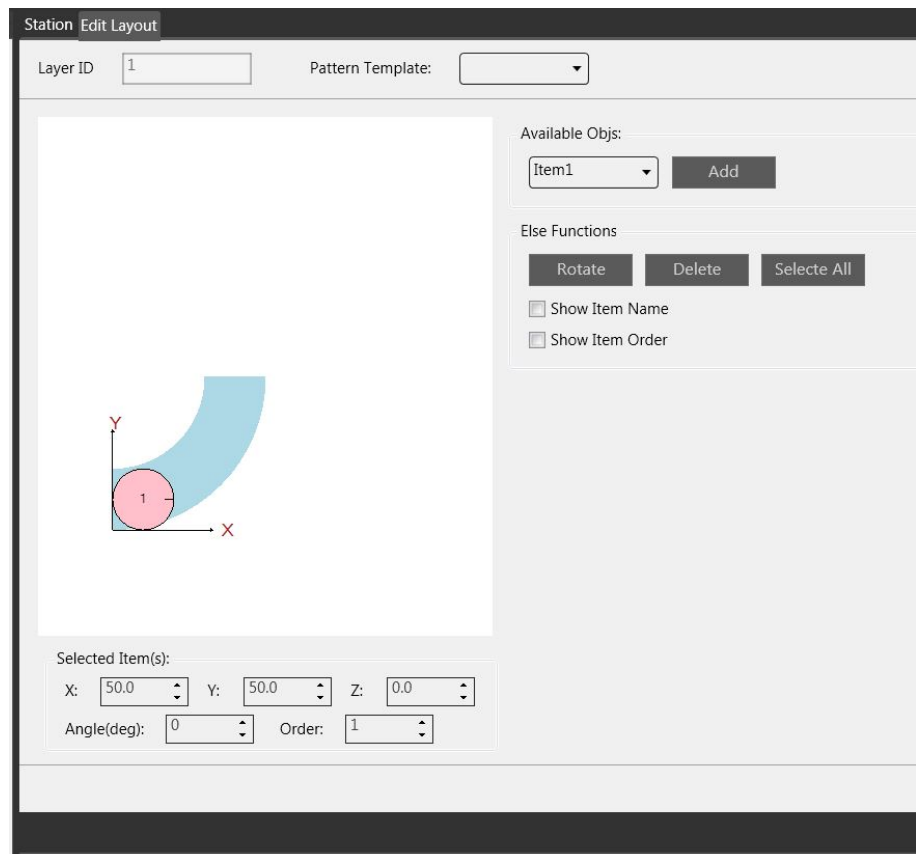 Station Edit Layout
Layer ID 1 Pattern Template:
Available Objs:
Item1 Add
Else Functions
Rotate Delete Selecte All
Show Item Name
Show Item Order
Y
1
X
Selected Item(s):
X: 50.0 Y: 50.0 Z: 0.0
Angle(deg): 0 Order: 1